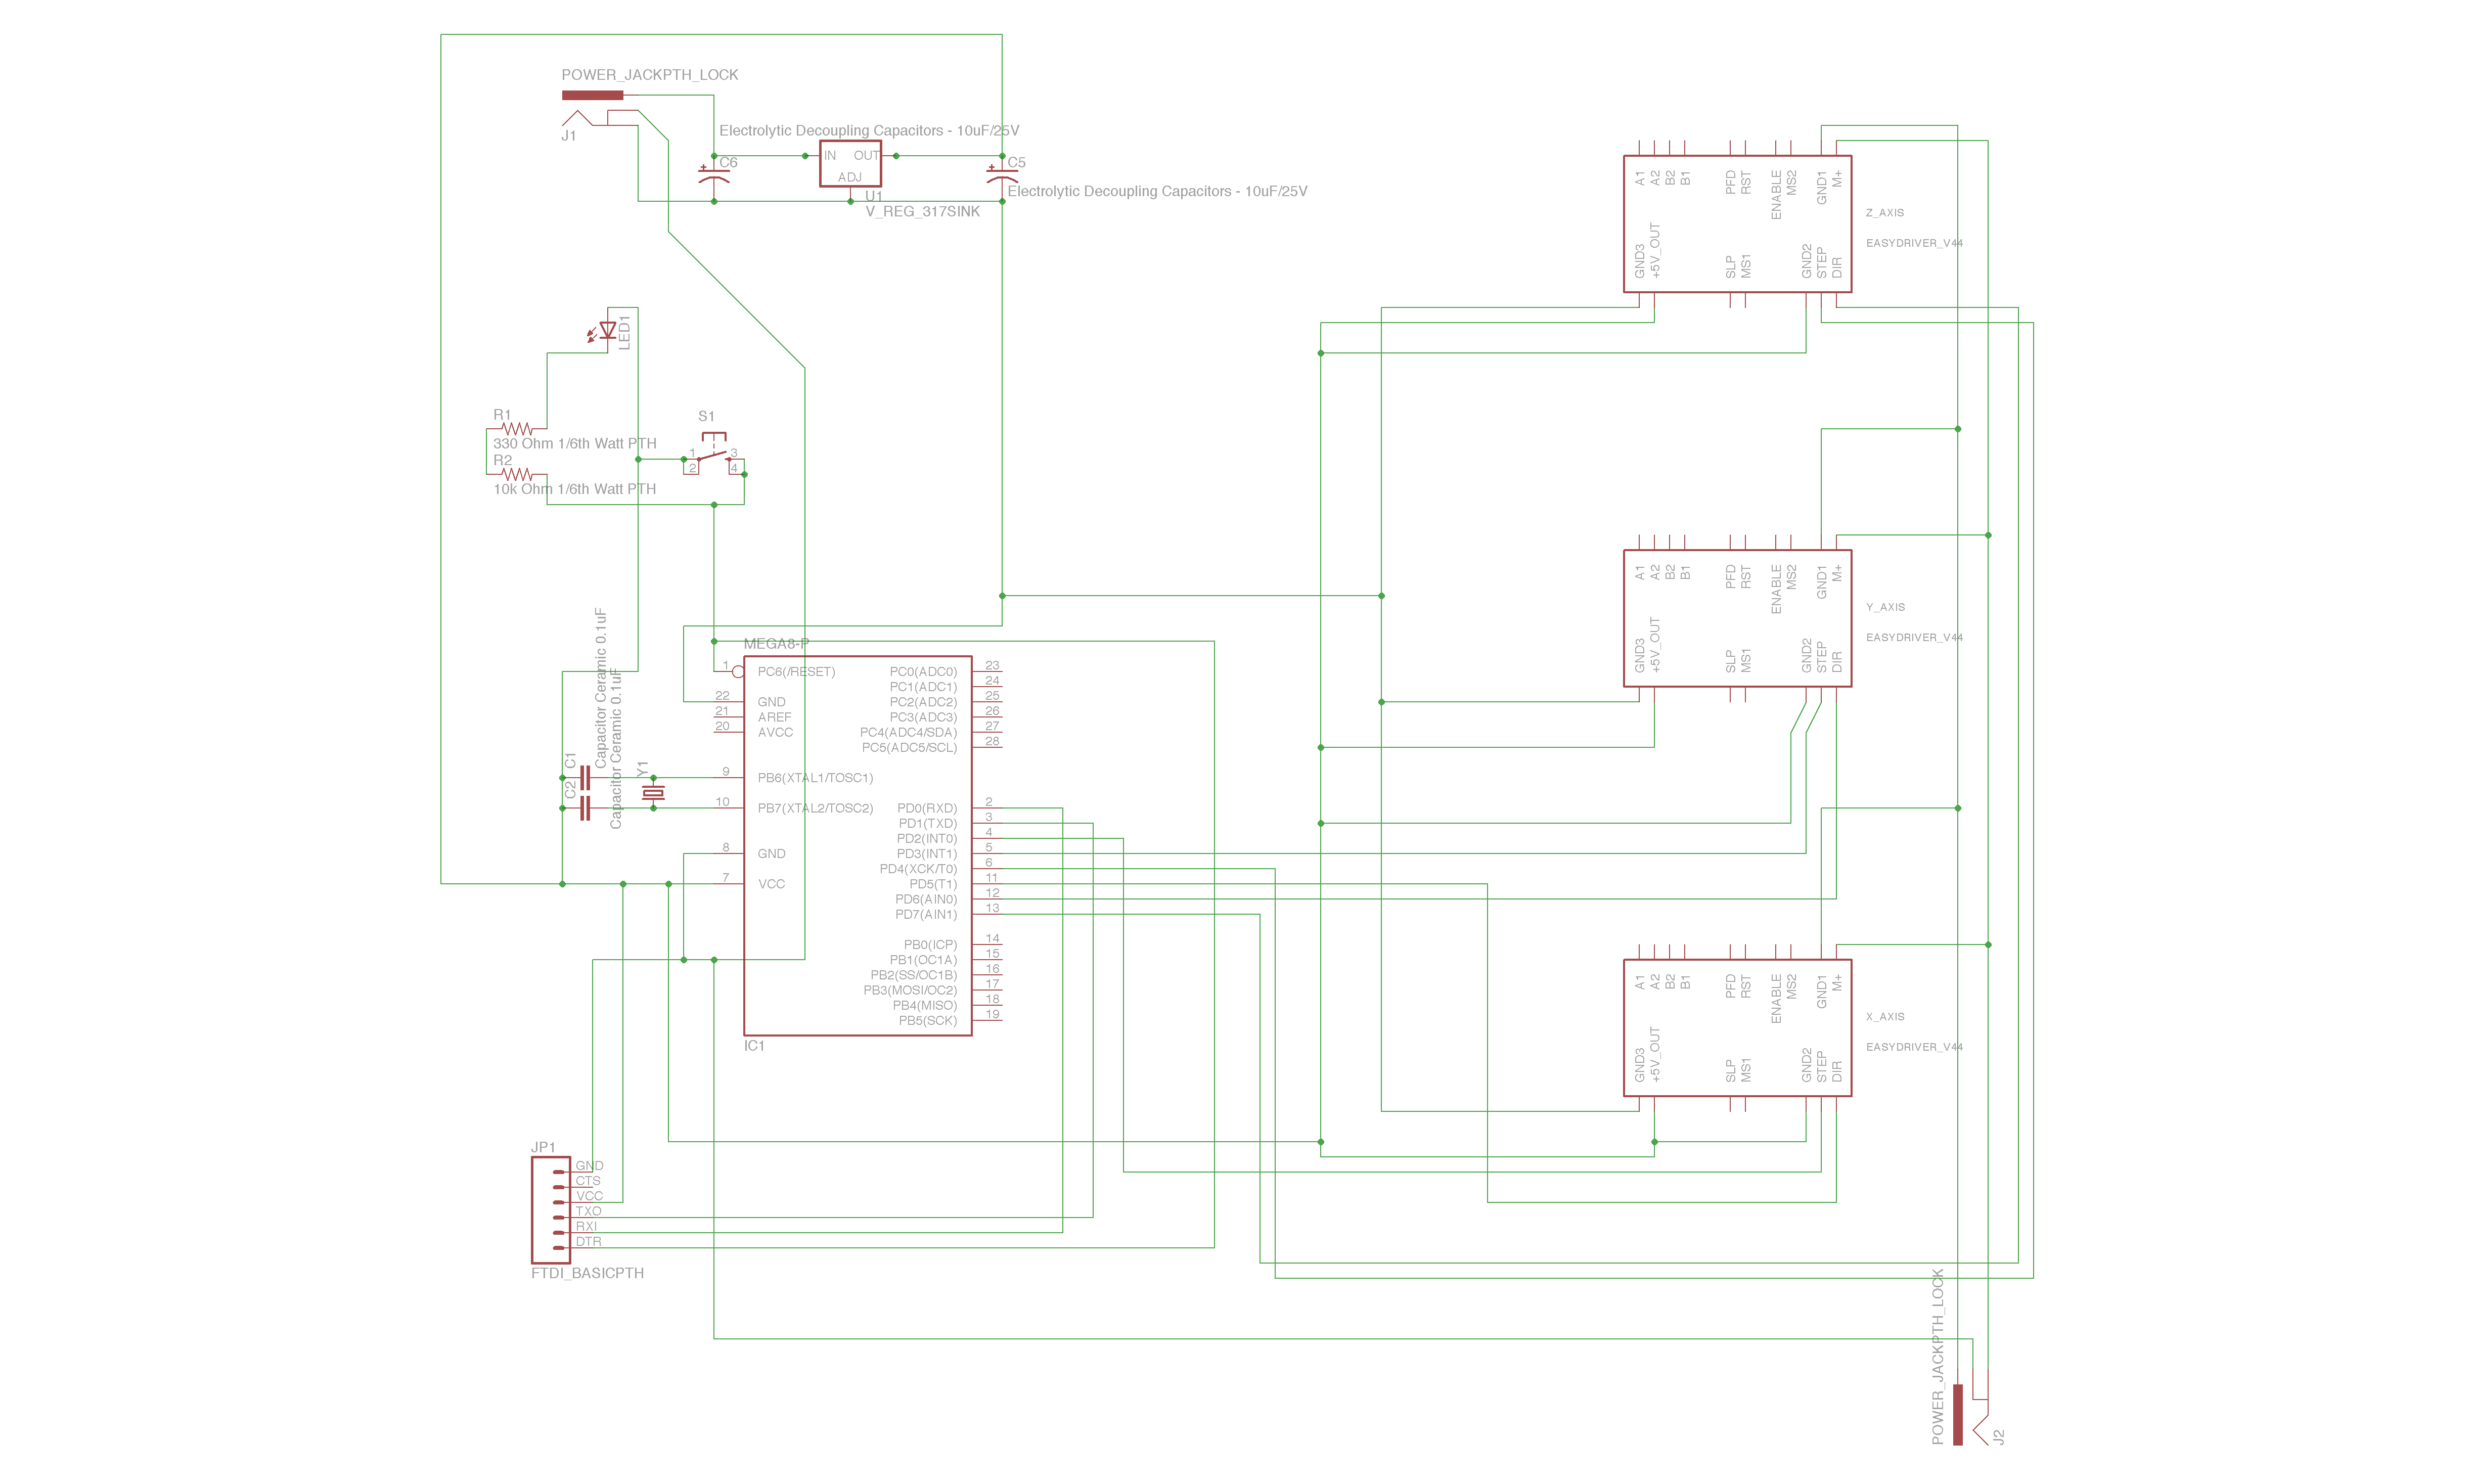 POWER_JACKPTH_LOCK
J1
Electrolytic Decoupling Capacitors - 10uF/25V
C6
IN OUT
ADJ
U1
V_REG_317SINK
C5
Electrolytic Decoupling Capacitors - 10uF/25V
LED1
R1
330 Ohm 1/6th Watt PTH
R2
10k Ohm 1/6th Watt PTH
S1
1 3
2 4
Capacitor Ceramic 0.1uF
Capacitor Ceramic 0.1uF
C1
C2
Y1
MEGA8-P
1 PC6(/RESET) PC0(ADC0) 23
PC1(ADC1) 24
22 GND PC2(ADC2) 25
21 AREF PC3(ADC3) 26
20 AVCC PC4(ADC4/SDA) 27
PC5(ADC5/SCL) 28
9 PB6(XTAL1/TOSC1)
10 PB7(XTAL2/TOSC2) PD0(RXD) 2
PD1(TXD) 3
PD2(INT0) 4
8 GND PD3(INT1) 5
PD4(XCK/T0) 6
7 VCC PD5(T1) 11
PD6(AIN0) 12
PD7(AIN1) 13
PB0(ICP) 14
PB1(OC1A) 15
PB2(SS/OC1B) 16
PB3(MOSI/OC2) 17
PB4(MISO) 18
PB5(SCK) 19
IC1
JP1
GND
CTS
VCC
TXO
RXI
DTR
FTDI_BASICPTH
A1 A2 B2 B1 PFD RST ENABLE MS2 GND1 M+
GND3 +5V_OUT SLP MS1 GND2 STEP DIR
Z_AXIS
EASYDRIVER_V44
A1 A2 B2 B1 PFD RST ENABLE MS2 GND1 M+
GND3 +5V_OUT SLP MS1 GND2 STEP DIR
Y_AXIS
EASYDRIVER_V44
A1 A2 B2 B1 PFD RST ENABLE MS2 GND1 M+
GND3 +5V_OUT SLP MS1 GND2 STEP DIR
X_AXIS
EASYDRIVER_V44
POWER_JACKPTH_LOCK
J2